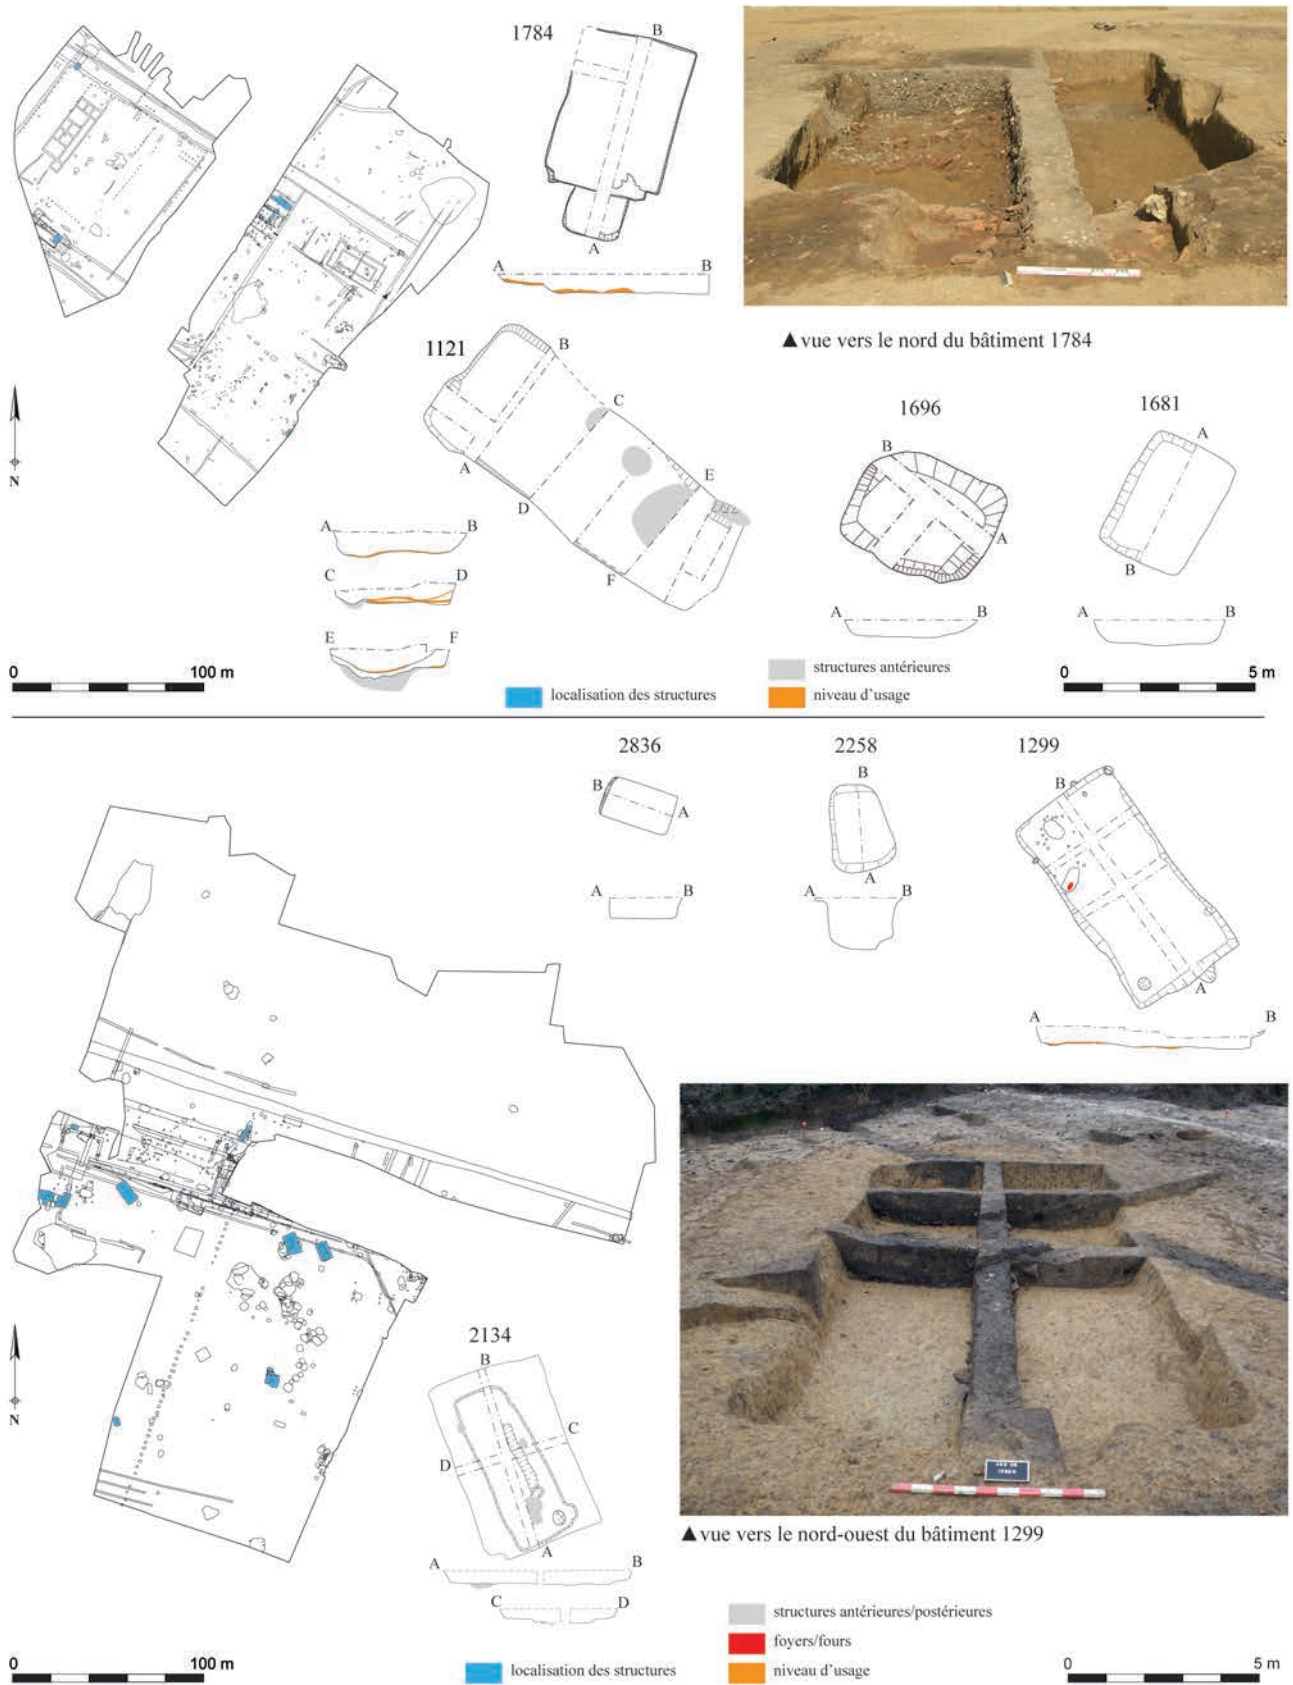 1784
B
A
A B
▲vue vers le nord du bâtiment 1784
1121
B
C
A
D
E
F
A B
C D
E F
1696
B
A
A B
1681
A
B
A B
N
0 100 m
localisation des structures
structures antérieures
niveau d'usage
0 5 m
2836
B
A
A B
2258
B
A
A B
1299
B
A
A B
N
2134
B
C
D
A
A B
C D
▲vue vers le nord-ouest du bâtiment 1299
0 100 m
localisation des structures
structures antérieures/postérieures
foyers/fours
niveau d'usage
0 5 m